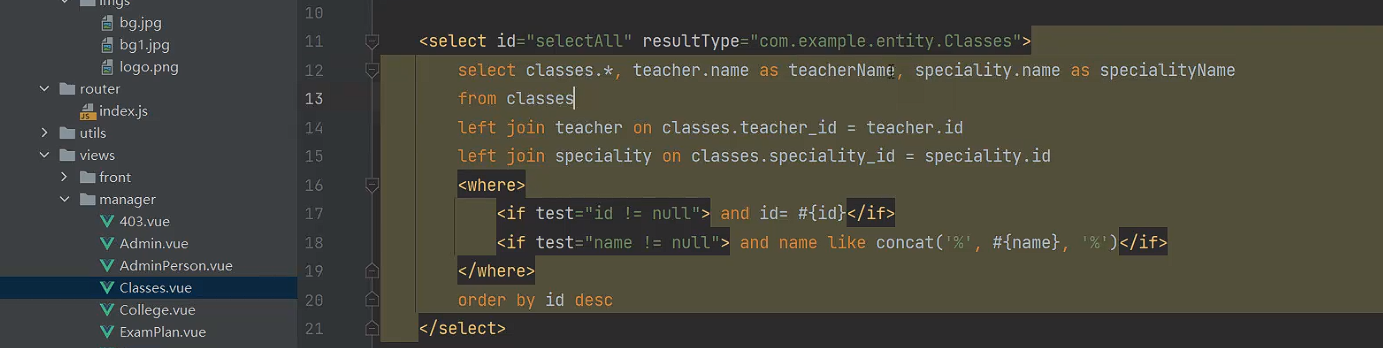 imgs
bg.jpg
bg1.jpg
logo.png
router
index.js
utils
views
front
manager
403.vue
Admin.vue
AdminPerson.vue
Classes.vue
College.vue
ExamPlan.vue
10
11 <select id="selectAll" resultType="com.example.entity.Classes">
12 select classes.*, teacher.name as teacherName, speciality.name as specialityName
13 from classes
14 left join teacher on classes.teacher_id = teacher.id
15 left join speciality on classes.speciality_id = speciality.id
16 <where>
17 <if test="id != null"> and id= #{id}</if>
18 <if test="name != null"> and name like concat('%', #{name}, '%')</if>
19 </where>
20 order by id desc
21 </select>